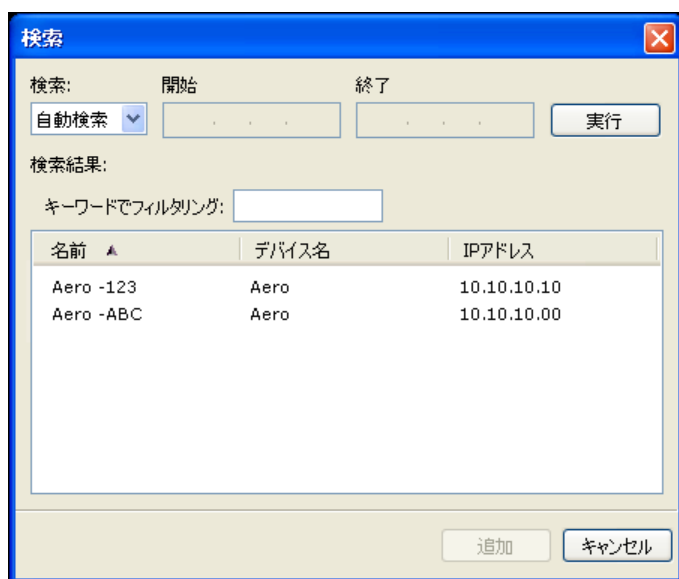 検索
検索: 開始 終了
自動検索 . . . . . . 実行
検索結果:
キーワードでフィルタリング:
名前 デバイス名 IPアドレス
Aero -123 Aero 10.10.10.10
Aero -ABC Aero 10.10.10.00
追加 キャンセル